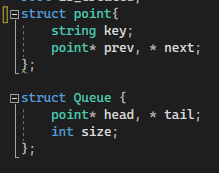 struct point{
string key;
point* prev, * next;
};
struct Queue {
point* head, * tail;
int size;
};